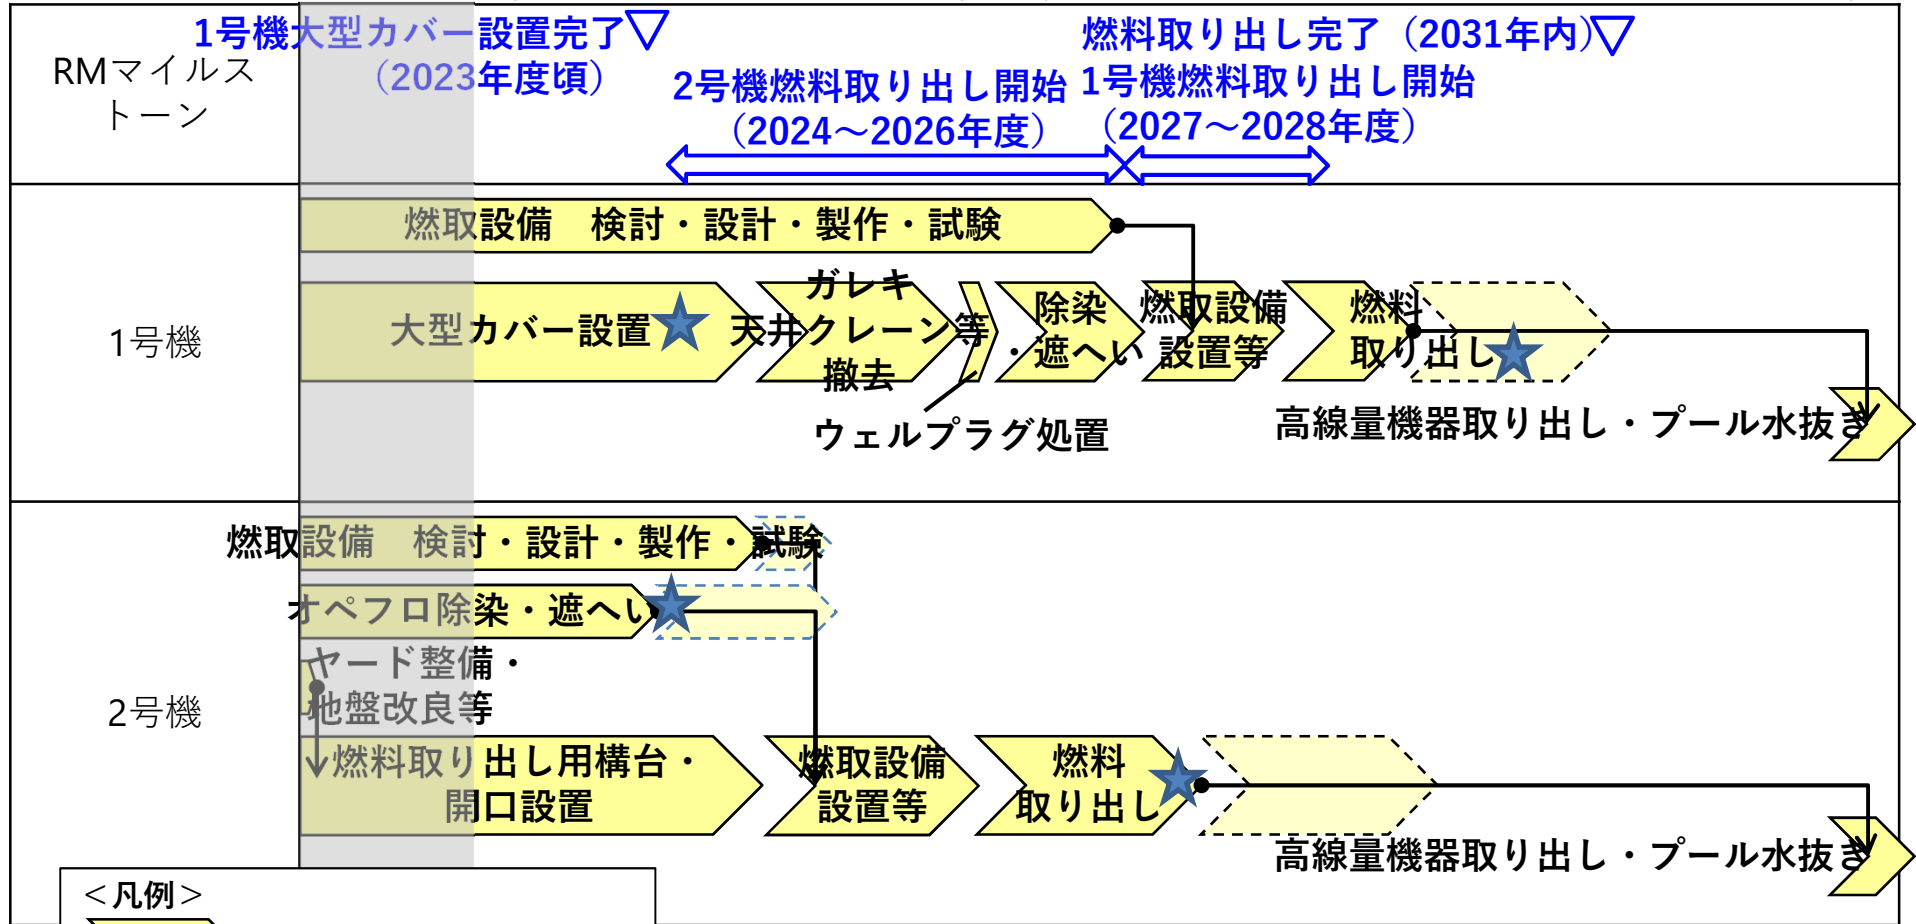 1号機大型カバー設置完了▽
（2023年度頃）
燃料取り出し完了（2031年内）▽
RMマイルス
トーン
2号機燃料取り出し開始
（2024～2026年度）
1号機燃料取り出し開始
（2027～2028年度）
1号機
燃取設備　検討・設計・製作・試験
大型カバー設置
ガレキ
天井クレーン等
撤去
ウェルプラグ処置
除染
・遮へい
燃取設備
設置等
燃料
取り出し
高線量機器取り出し・プール水抜き
2号機
燃取設備　検討・設計・製作・試験
オペフロ除染・遮へい
ヤード整備・
地盤改良等
燃料取り出し用構台・
開口設置
燃取設備
設置等
燃料
取り出し
高線量機器取り出し・プール水抜き
＜凡例＞